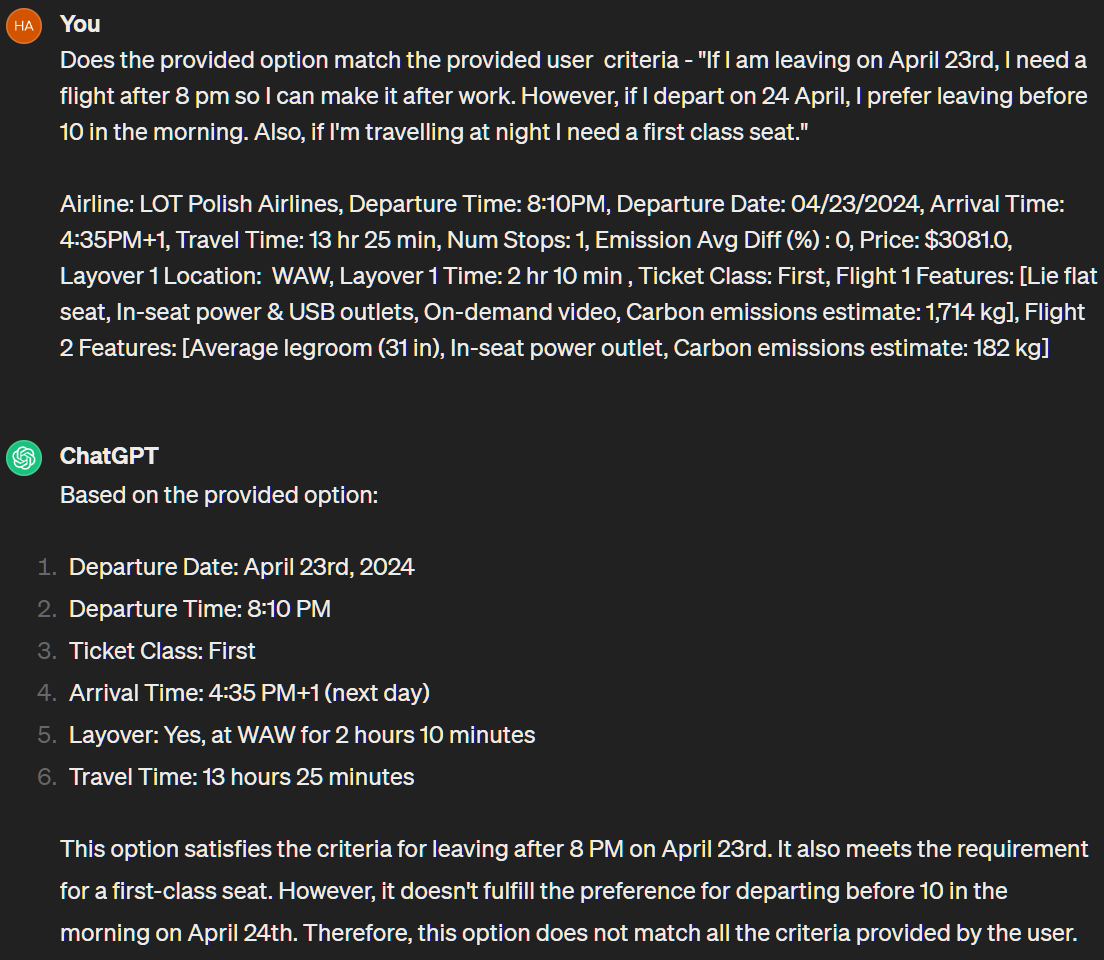 HA
You
Does the provided option match the provided user  criteria - "If I am leaving on April 23rd, I need a
flight after 8 pm so I can make it after work. However, if I depart on 24 April, I prefer leaving before
10 in the morning. Also, if I'm travelling at night I need a first class seat."
Airline: LOT Polish Airlines, Departure Time: 8:10PM, Departure Date: 04/23/2024, Arrival Time:
4:35PM+1, Travel Time: 13 hr 25 min, Num Stops: 1, Emission Avg Diff (%) : 0, Price: $3081.0,
Layover 1 Location:  WAW, Layover 1 Time: 2 hr 10 min , Ticket Class: First, Flight 1 Features: [Lie flat
seat, In-seat power & USB outlets, On-demand video, Carbon emissions estimate: 1,714 kg], Flight
2 Features: [Average legroom (31 in), In-seat power outlet, Carbon emissions estimate: 182 kg]
ChatGPT
Based on the provided option:
1. Departure Date: April 23rd, 2024
2. Departure Time: 8:10 PM
3. Ticket Class: First
4. Arrival Time: 4:35 PM+1 (next day)
5. Layover: Yes, at WAW for 2 hours 10 minutes
6. Travel Time: 13 hours 25 minutes
This option satisfies the criteria for leaving after 8 PM on April 23rd. It also meets the requirement
for a first-class seat. However, it doesn't fulfill the preference for departing before 10 in the
morning on April 24th. Therefore, this option does not match all the criteria provided by the user.